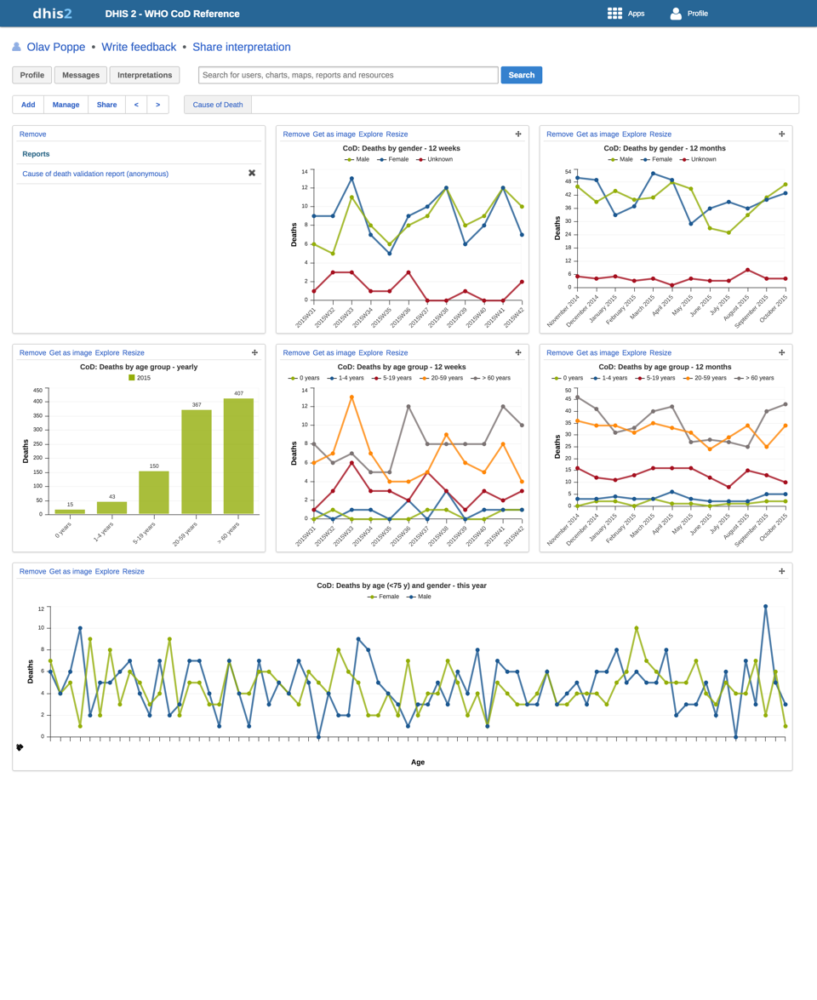 dhis2 DHIS 2 - WHO CoD Reference Apps Profile
Olav Poppe • Write feedback • Share interpretation
Profile Messages Interpretations Search for users, charts, maps, reports and resources Search
Add Manage Share < > Cause of Death
Remove
Reports
Cause of death validation report (anonymous)
Remove Get as image Explore Resize
CoD: Deaths by gender - 12 weeks
Male Female Unknown
Deaths
14
12
10
8
6
4
2
0
2015W31 2015W32 2015W33 2015W34 2015W35 2015W36 2015W37 2015W38 2015W39 2015W40 2015W41 2015W42
Remove Get as image Explore Resize
CoD: Deaths by gender - 12 months
Male Female Unknown
Deaths
54
48
42
36
30
24
18
12
6
0
November 2014 December 2014 January 2015 February 2015 March 2015 April 2015 May 2015 June 2015 July 2015 August 2015 September 2015 October 2015
Remove Get as image Explore Resize
CoD: Deaths by age group - yearly
2015
Deaths
450
400
350
300
250
200
150
100
50
0
15 43 150 367 407
0 years 1-4 years 5-19 years 20-59 years > 60 years
Remove Get as image Explore Resize
CoD: Deaths by age group - 12 weeks
0 years 1-4 years 5-19 years 20-59 years > 60 years
Deaths
14
12
10
8
6
4
2
0
2015W31 2015W32 2015W33 2015W34 2015W35 2015W36 2015W37 2015W38 2015W39 2015W40 2015W41 2015W42
Remove Get as image Explore Resize
CoD: Deaths by age group - 12 months
0 years 1-4 years 5-19 years 20-59 years > 60 years
Deaths
50
45
40
35
30
25
20
15
10
5
0
November 2014 December 2014 January 2015 February 2015 March 2015 April 2015 May 2015 June 2015 July 2015 August 2015 September 2015 October 2015
Remove Get as image Explore Resize
CoD: Deaths by age (<75 y) and gender - this year
Female Male
Deaths
12
10
8
6
4
2
0
Age